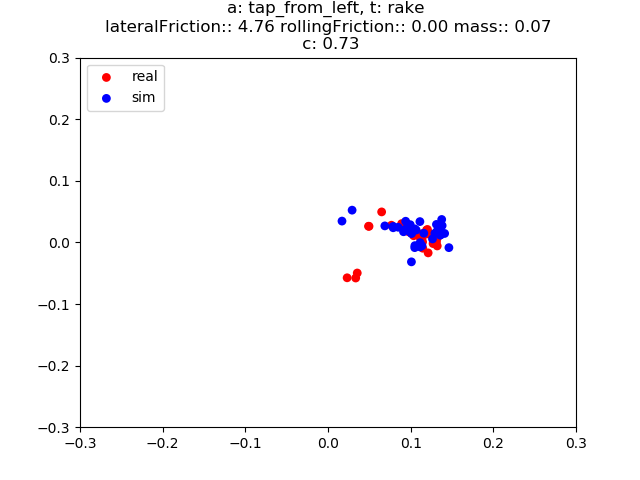 a: tap_from_left, t: rake
lateralFriction:: 4.76 rollingFriction:: 0.00 mass:: 0.07
c: 0.73
real
sim
0.3
0.2
0.1
0.0
−0.1
−0.2
−0.3
−0.3 −0.2 −0.1 0.0 0.1 0.2 0.3